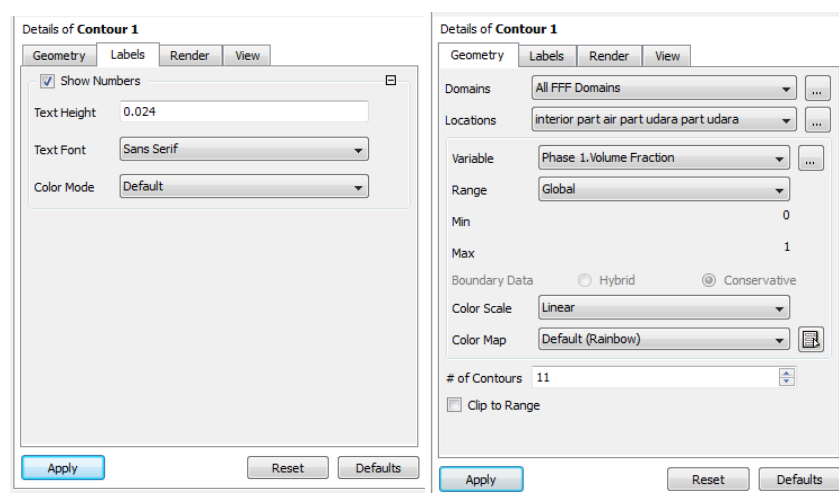 Details of Contour 1
Geometry Labels Render View
Show Numbers
Text Height 0.024
Text Font Sans Serif
Color Mode Default
Apply Reset Defaults
Details of Contour 1
Geometry Labels Render View
Domains All FFF Domains ...
Locations interior part air part udara part udara ...
Variable Phase 1.Volume Fraction ...
Range Global
Min 0
Max 1
Boundary Data Hybrid Conservative
Color Scale Linear
Color Map Default (Rainbow)
# of Contours 11
Clip to Range
Apply Reset Defaults